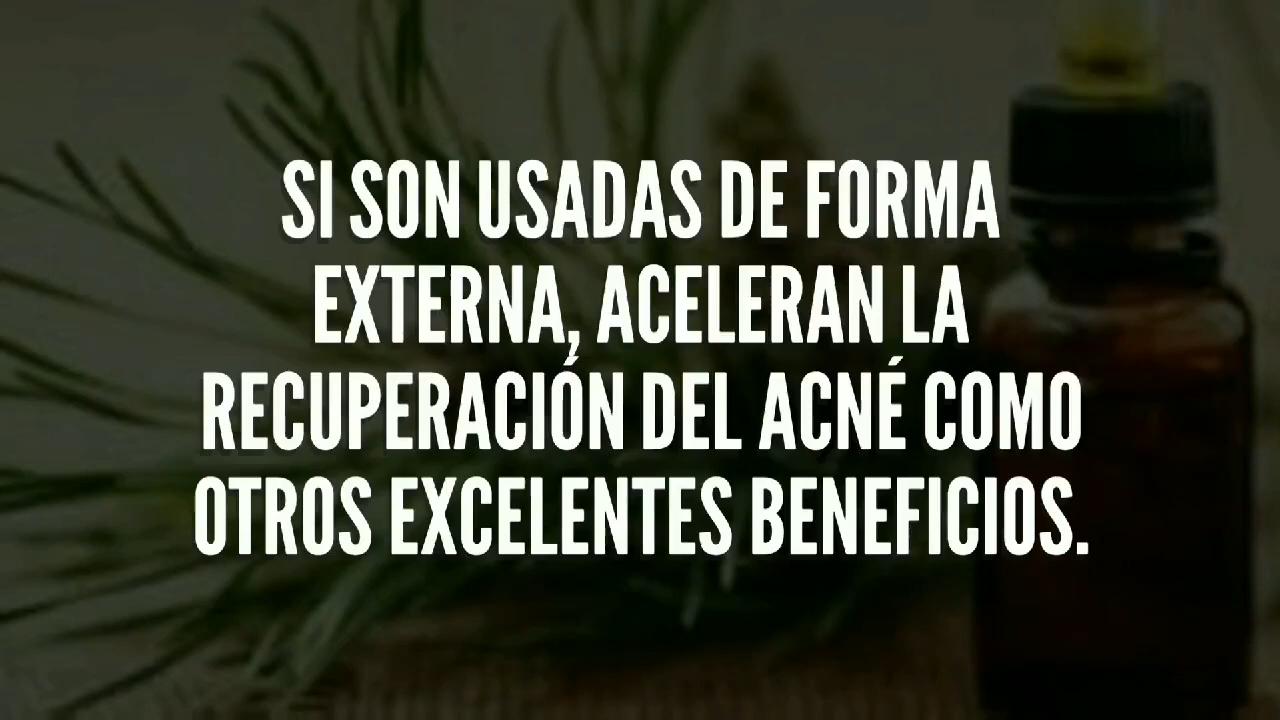 SI SON USADAS DE FORMA
EXTERNA, ACELERAN LA
RECUPERACIÓN DEL ACNÉ COMO
OTROS EXCELENTES BENEFICIOS.